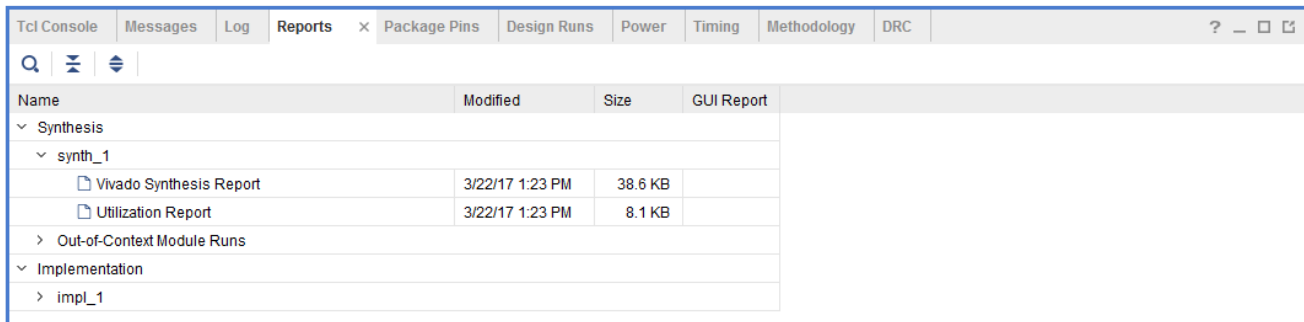 Tcl Console Messages Log Reports × Package Pins Design Runs Power Timing Methodology DRC ?
Name Modified Size GUI Report
Synthesis
synth_1
Vivado Synthesis Report 3/22/17 1:23 PM 38.6 KB
Utilization Report 3/22/17 1:23 PM 8.1 KB
Out-of-Context Module Runs
Implementation
impl_1